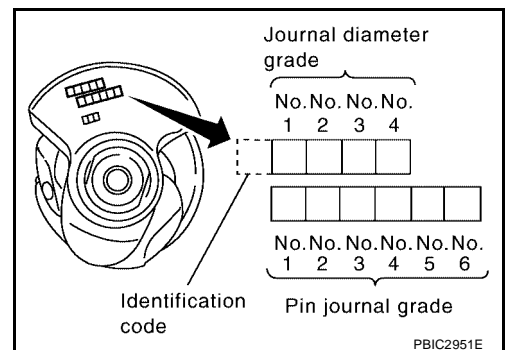 Journal diameter
grade
No. No. No. No.
1 2 3 4
No. No. No. No. No. No.
1 2 3 4 5 6
Identification
code
Pin journal grade
PBIC2951E